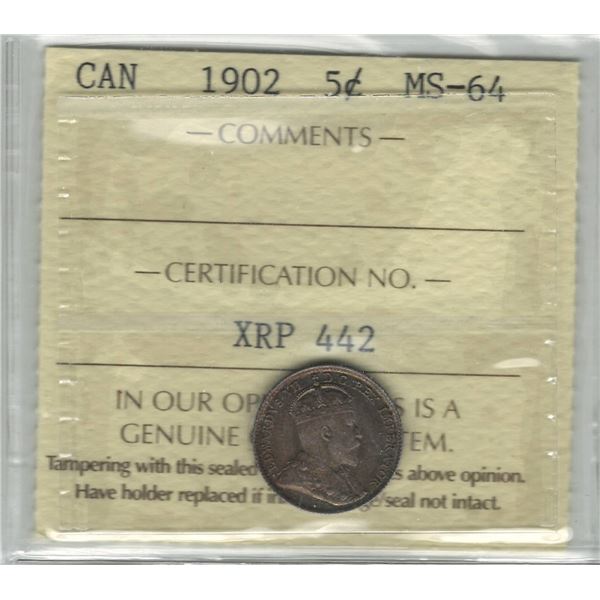 CAN 1902 5¢ MS-64
— COMMENTS —
— CERTIFICATION NO. —
XRP 442
IN OUR IS A
GENUINE
Tampering with this sealed above opinion.
Have holder replaced if seal not intact.